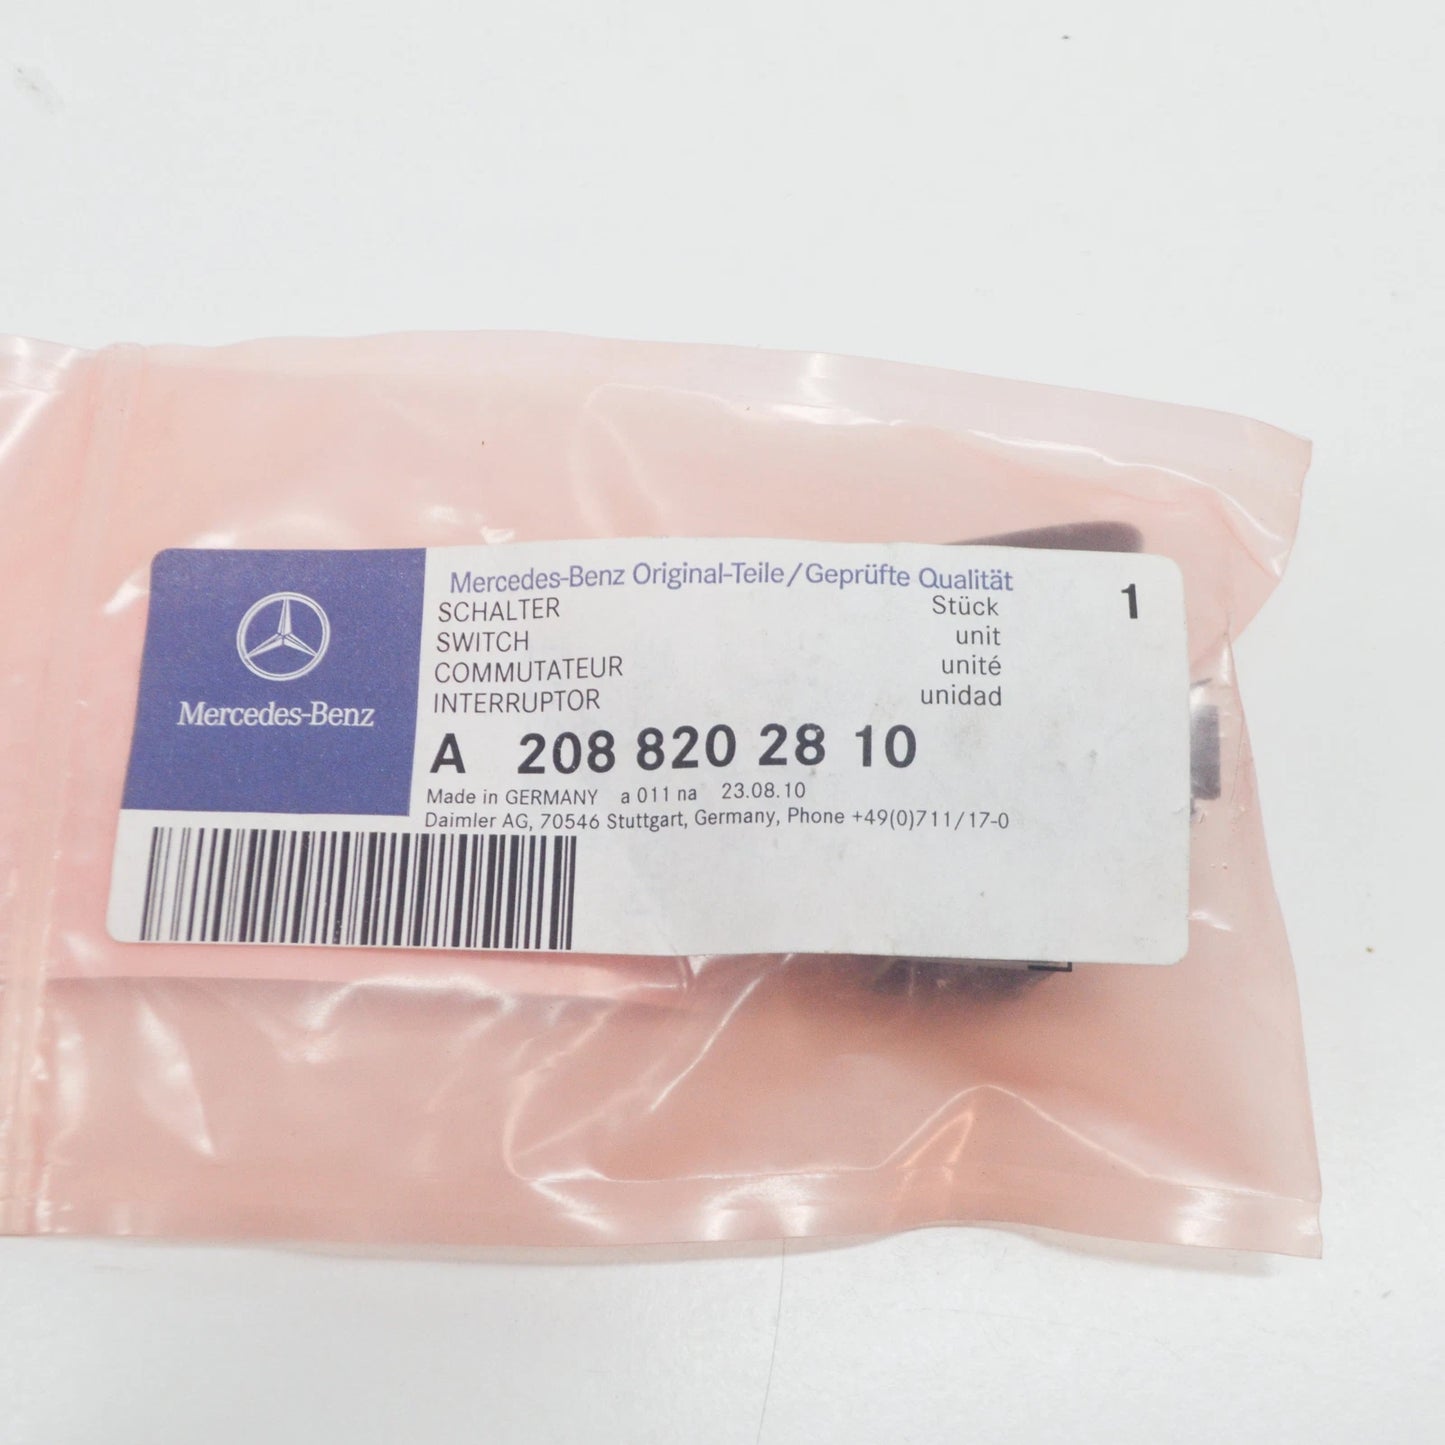 Mercedes-Benz
Mercedes-Benz Original-Teile/Geprüfte Qualität
SCHALTER Stück 1
SWITCH unit
COMMUTATEUR unité
INTERRUPTOR unidad
A 208 820 28 10
Made in GERMANY a 011 na 23.08.10
Daimler AG, 70546 Stuttgart, Germany, Phone +49(0)711/17-0